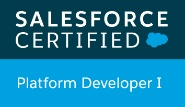 SALESFORCE
CERTIFIED
Platform Developer I